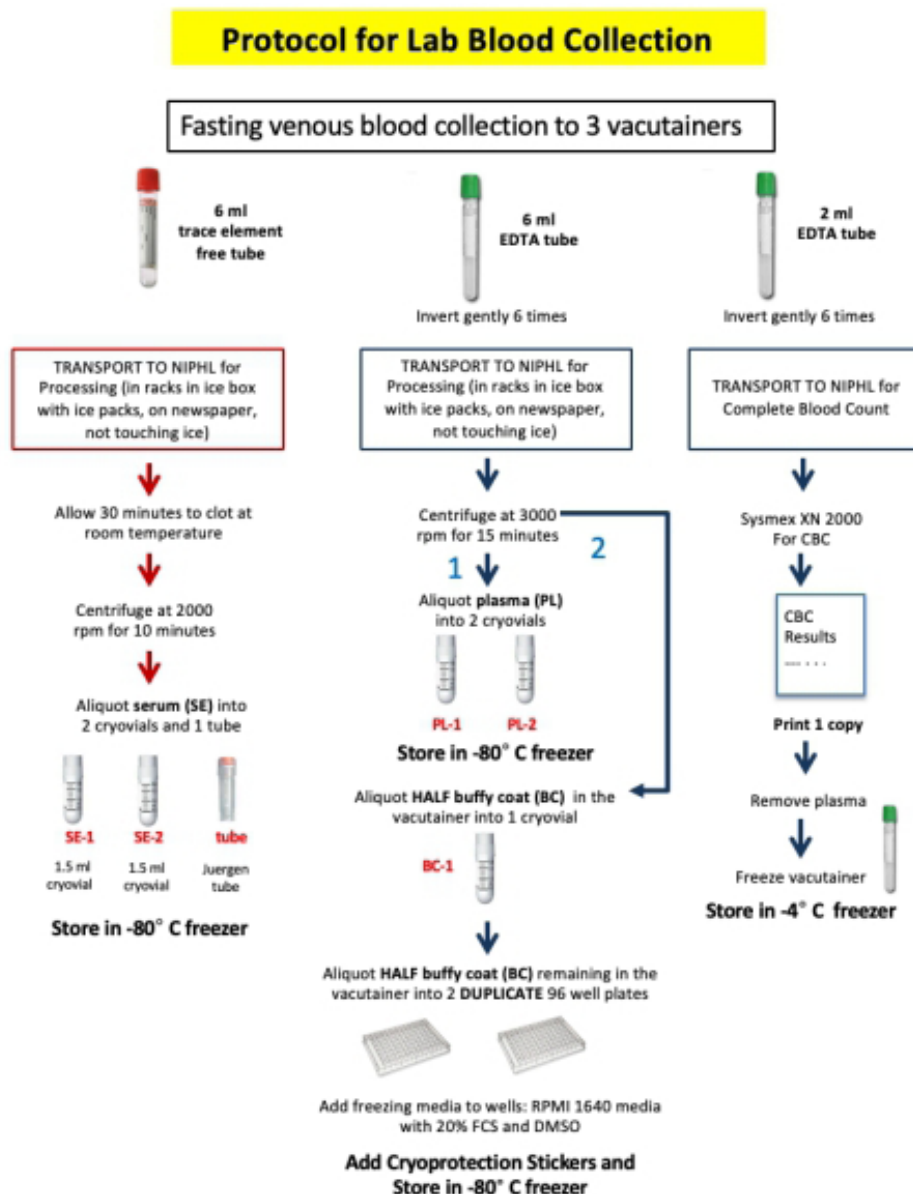 Protocol for Lab Blood Collection
Fasting venous blood collection to 3 vacutainers
6 ml
trace element
free tube
6 ml
EDTA tube
2 ml
EDTA tube
Invert gently 6 times
Invert gently 6 times
TRANSPORT TO NIPHL for
Processing (in racks in ice box
with ice packs, on newspaper,
not touching ice)
TRANSPORT TO NIPHL for
Processing (in racks in ice box
with ice packs, on newspaper,
not touching ice)
TRANSPORT TO NIPHL for
Complete Blood Count
Allow 30 minutes to clot at
room temperature
Centrifuge at 2000
rpm for 10 minutes
Aliquot serum (SE) into
2 cryovials and 1 tube
SE-1
SE-2
tube
1.5 ml
cryovial
1.5 ml
cryovial
Juergen
tube
Store in -80° C freezer
Centrifuge at 3000
rpm for 15 minutes
1
2
Aliquot plasma (PL)
into 2 cryovials
PL-1
PL-2
Store in -80° C freezer
Aliquot HALF buffy coat (BC) in the
vacutainer into 1 cryovial
BC-1
Aliquot HALF buffy coat (BC) remaining in the
vacutainer into 2 DUPLICATE 96 well plates
Add freezing media to wells: RPMI 1640 media
with 20% FCS and DMSO
Add Cryoprotection Stickers and
Store in -80° C freezer
Sysmex XN 2000
For CBC
CBC
Results
.... . . .
Print 1 copy
Remove plasma
Freeze vacutainer
Store in -4° C freezer